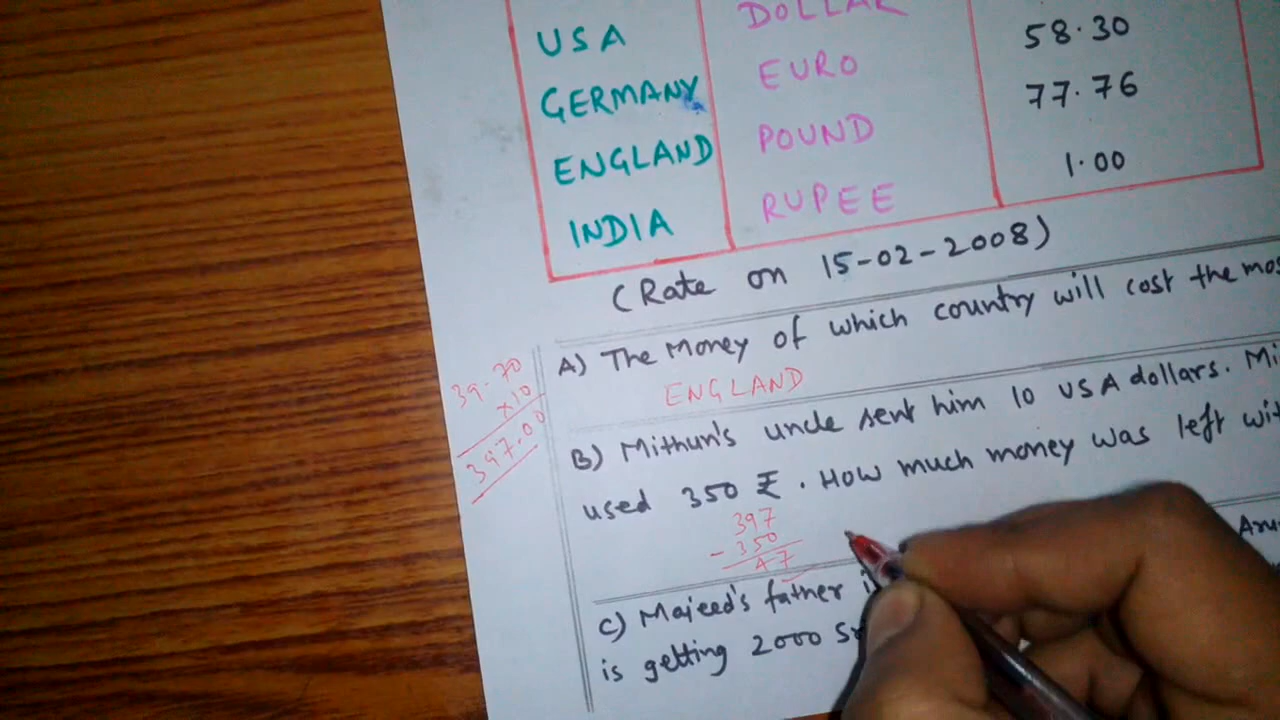 USA DOLLAR
GERMANY EURO 58.30
ENGLAND POUND 77.76
INDIA RUPEE 1.00
(Rate on 15-02-2008)
A) The Money of which country will cost the
ENGLAND
39.70
×10
397.00
B) Mithun's uncle sent him 10 USA dollars.
used 350 ₹. How much money was left
397
- 350
47
C) Majeed's father
is getting 2000